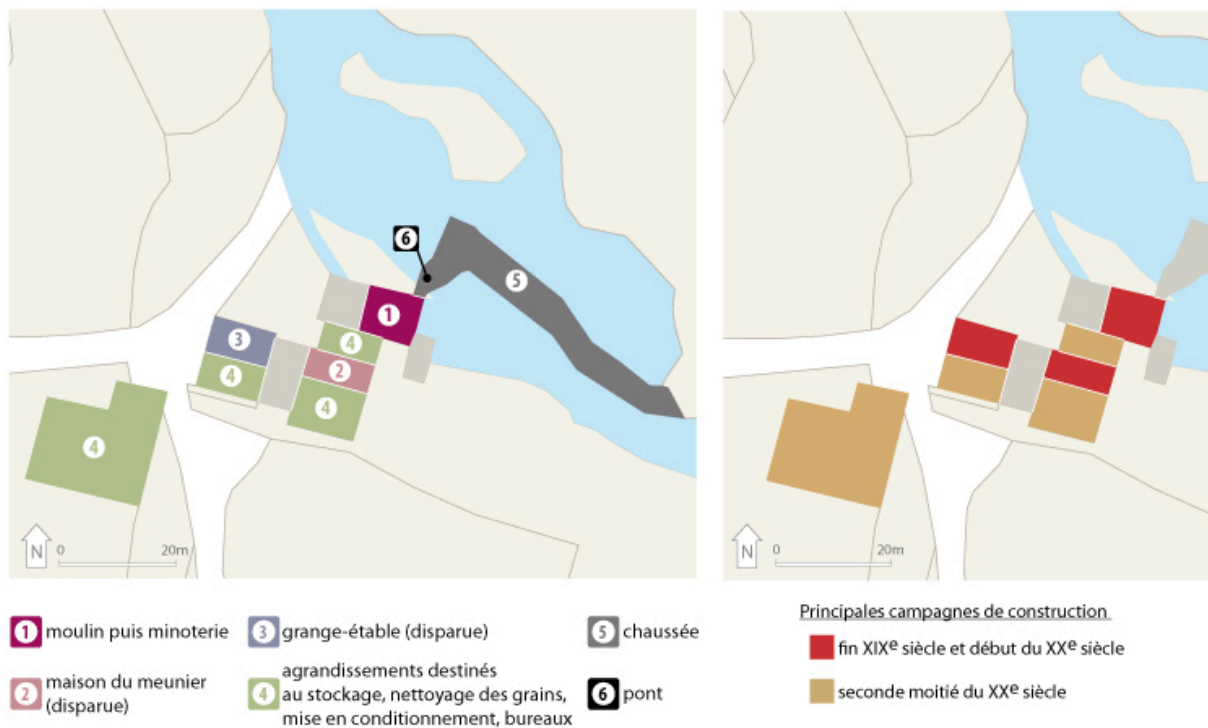 6
5
1
3
4
2
4
4
4
N
0
20m
N
0
20m
1 moulin puis minoterie
2 maison du meunier
(disparue)
3 grange-étable (disparue)
4 agrandissements destinés
au stockage, nettoyage des grains,
mise en conditionnement, bureaux
5 chaussée
6 pont
Principales campagnes de construction
fin XIXe siècle et début du XXe siècle
seconde moitié du XXe siècle